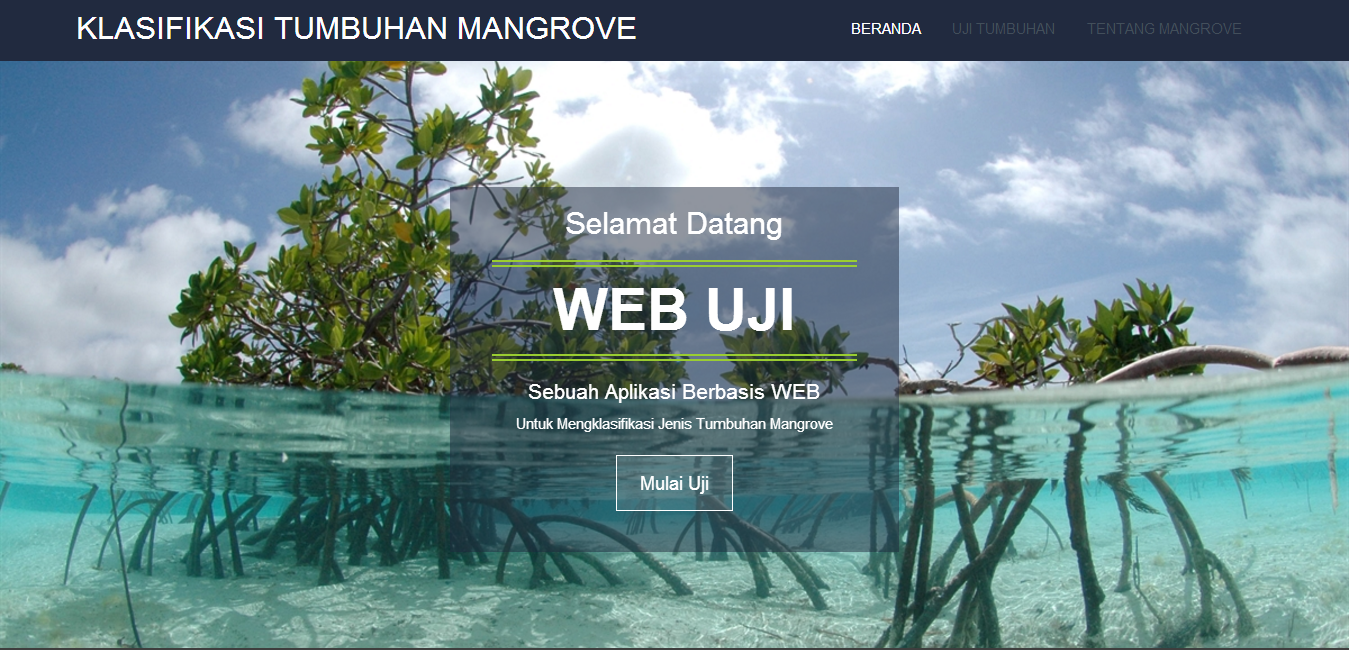 KLASIFIKASI TUMBUHAN MANGROVE
BERANDA UJI TUMBUHAN TENTANG MANGROVE
Selamat Datang
WEB UJI
Sebuah Aplikasi Berbasis WEB
Untuk Mengklasifikasi Jenis Tumbuhan Mangrove
Mulai Uji